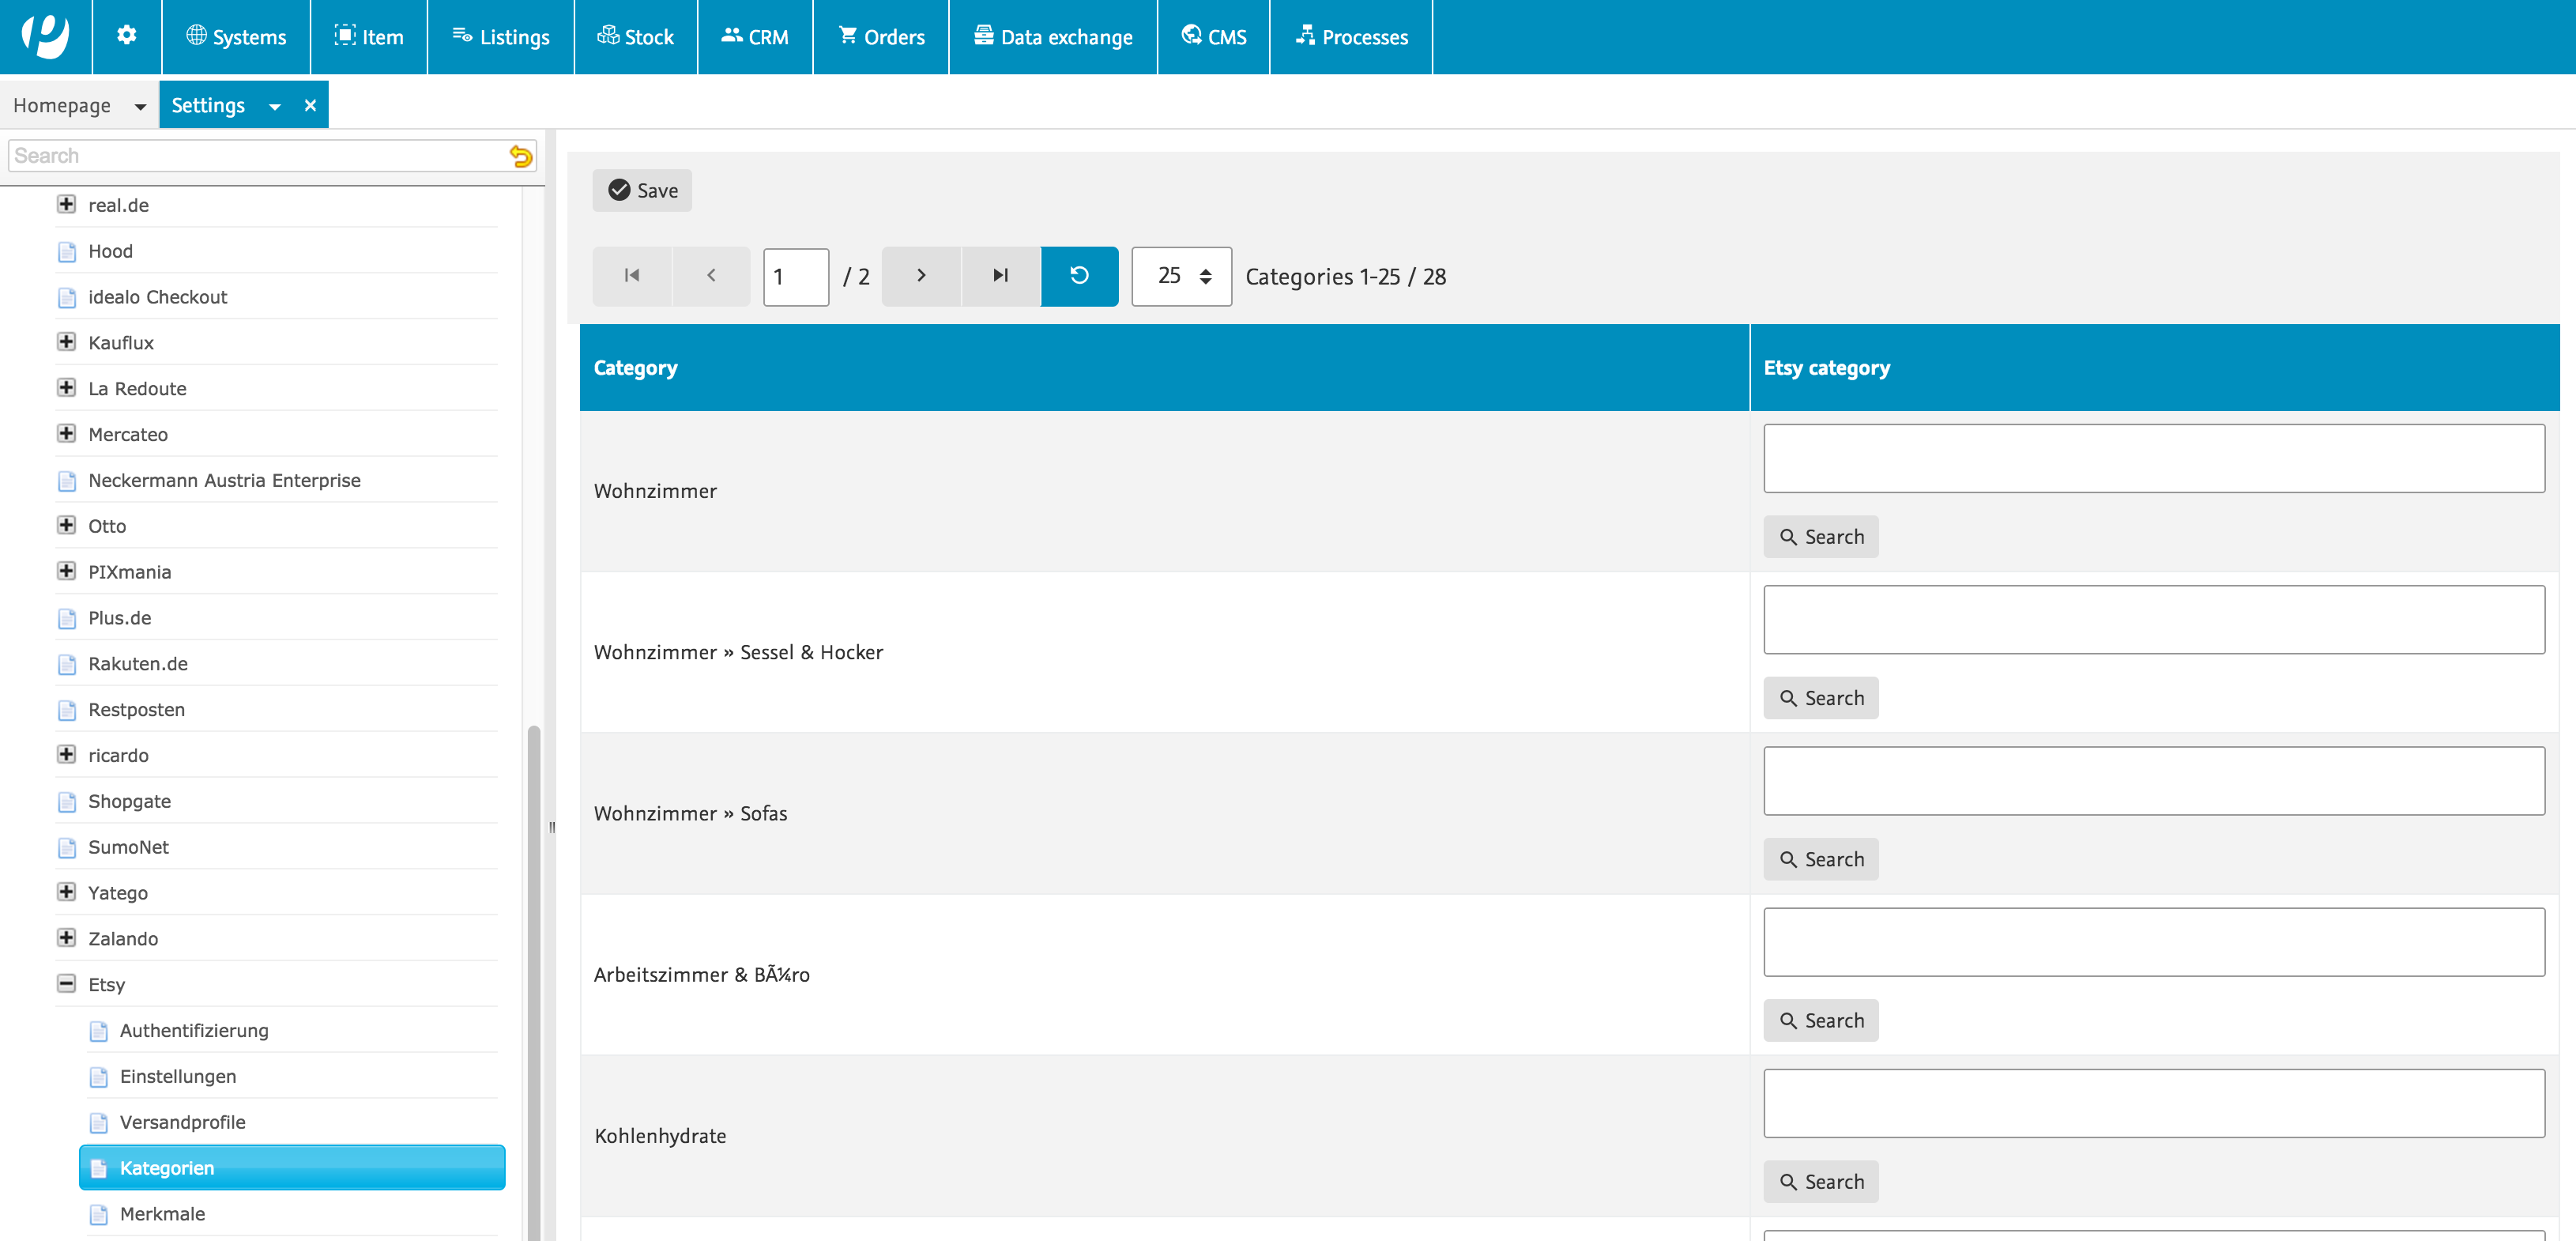 Systems
Item
Listings
Stock
CRM
Orders
Data exchange
CMS
Processes
Homepage
Settings
Search
real.de
Hood
idealo Checkout
Kauflux
La Redoute
Mercateo
Neckermann Austria Enterprise
Otto
PIXmania
Plus.de
Rakuten.de
Restposten
ricardo
Shopgate
SumoNet
Yatego
Zalando
Etsy
Authentifizierung
Einstellungen
Versandprofile
Kategorien
Merkmale
Save
1 / 2 25 Categories 1-25 / 28
Category
Etsy category
Wohnzimmer
Search
Wohnzimmer » Sessel & Hocker
Search
Wohnzimmer » Sofas
Search
Arbeitszimmer & BÃ¼ro
Search
Kohlenhydrate
Search